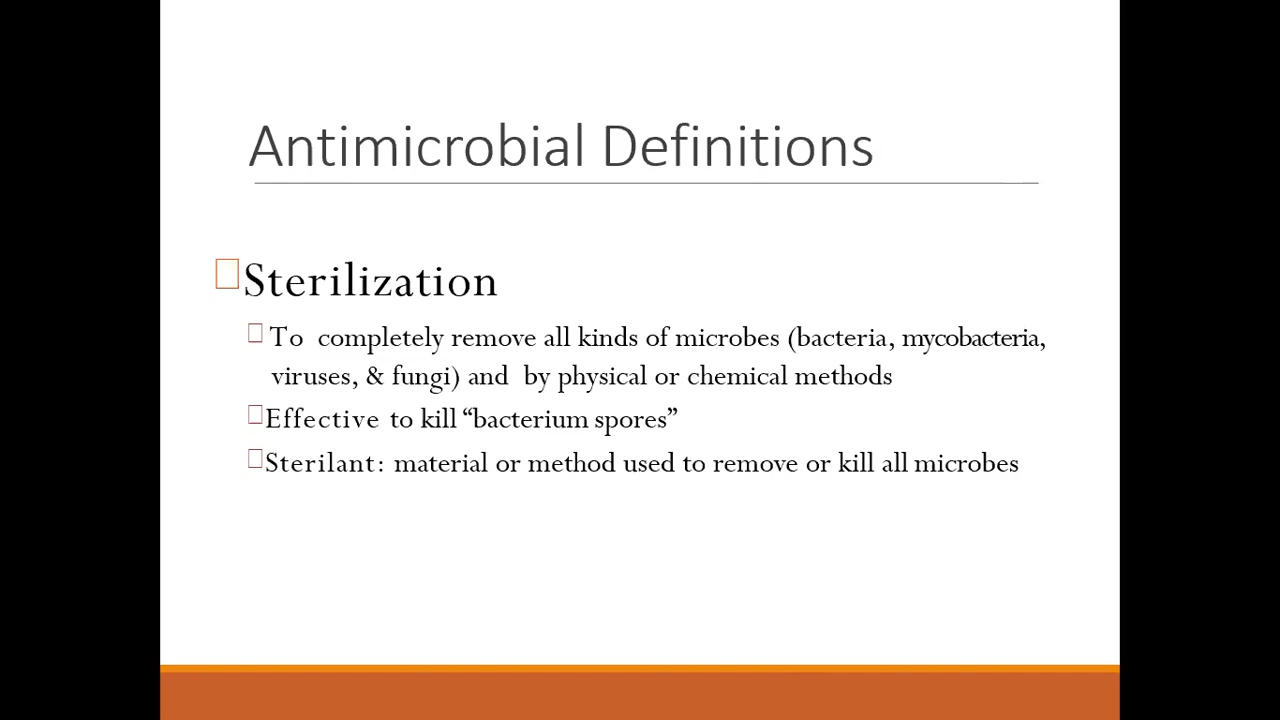 Antimicrobial Definitions
Sterilization
To completely remove all kinds of microbes (bacteria, mycobacteria,
viruses, & fungi) and by physical or chemical methods
Effective to kill “bacterium spores”
Sterilant: material or method used to remove or kill all microbes